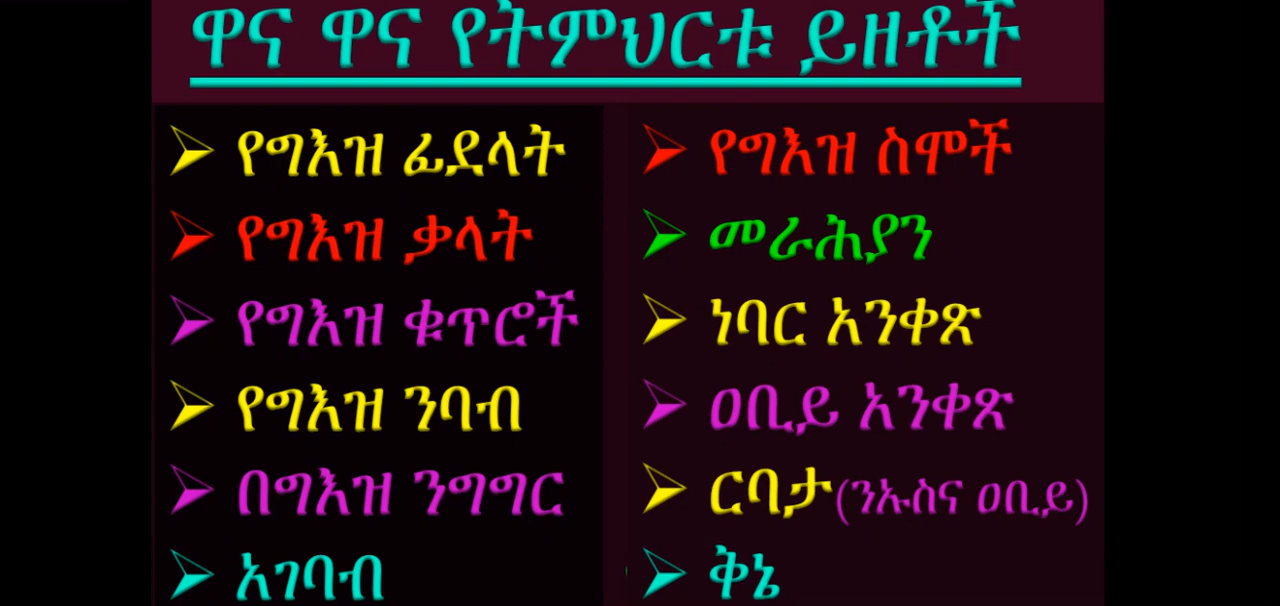 ዋና ዋና የትምህርቱ ይዘቶች
የግእዝ ፊደላት
የግእዝ ቃላት
የግእዝ ቁጥሮች
የግእዝ ንባብ
በግእዝ ንግግር
አገባብ
የግእዝ ስሞች
መራሕያን
ነባር አንቀጽ
ዐቢይ አንቀጽ
ርባታ(ንኡስና ዐቢይ)
ቅኔ